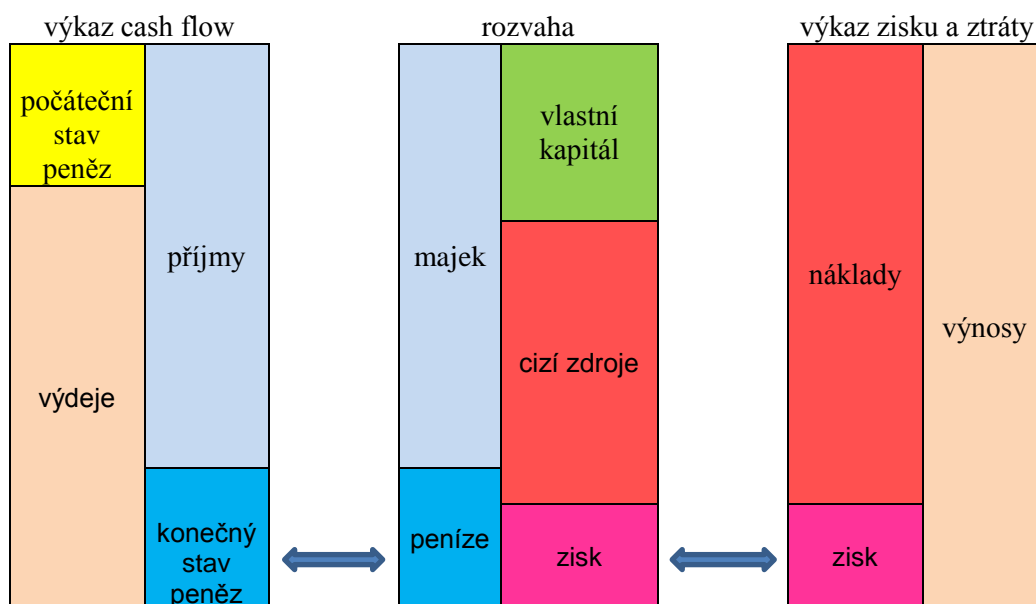 výkaz cash flow
rozvaha
výkaz zisku a ztráty
počáteční
stav
peněz
příjmy
výdeje
konečný
stav
peněz
majek
peníze
vlastní
kapitál
cizí zdroje
zisk
náklady
zisk
výnosy